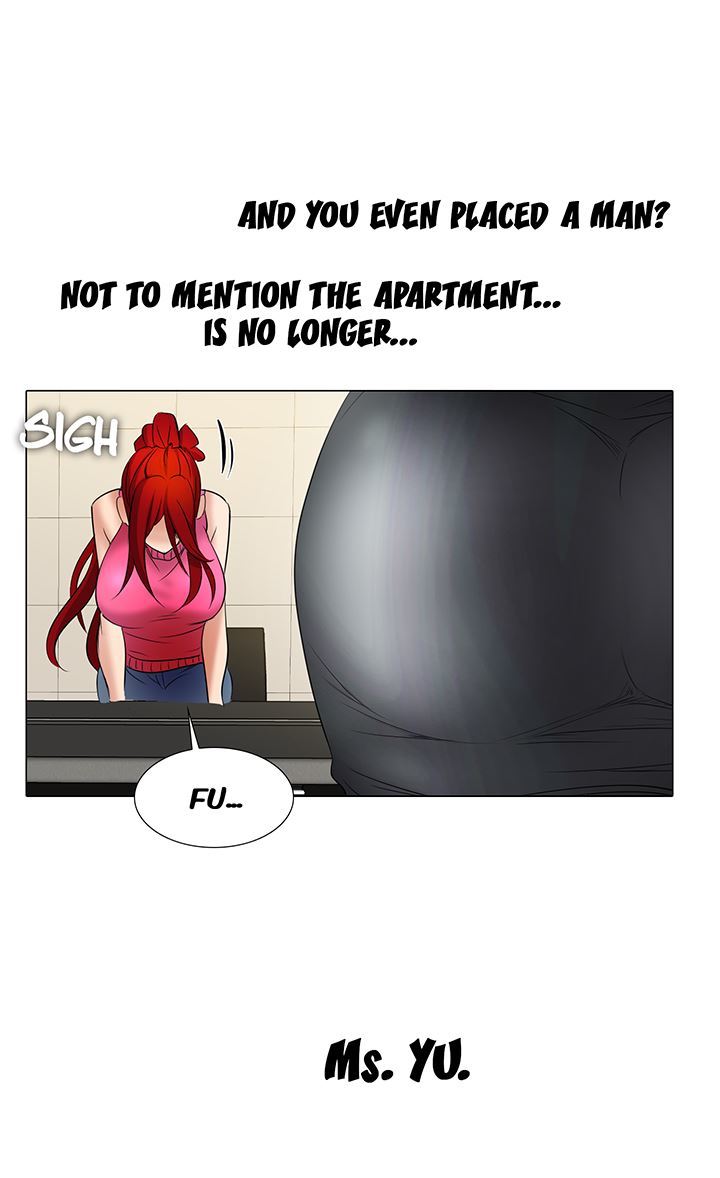 AND YOU EVEN PLACED A MAN?
NOT TO MENTION THE APARTMENT...
IS NO LONGER...
SIGH
FU...
Ms. YU.